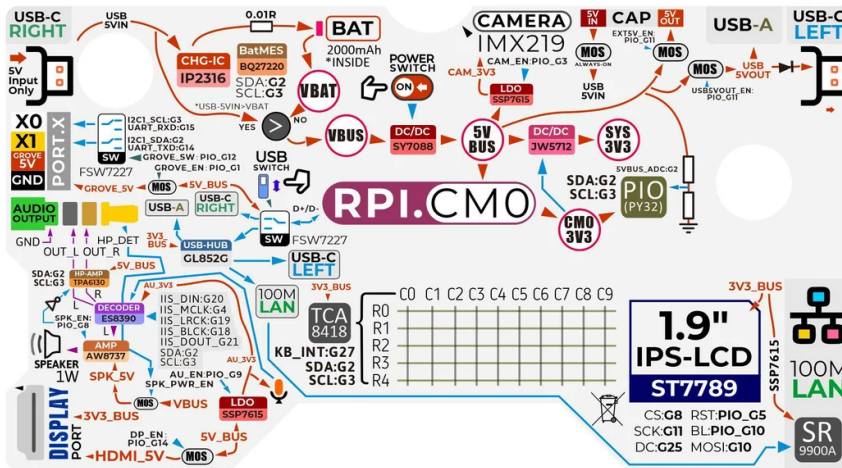 USB-C
RIGHT
5V
Input
Only
USB
5VIN
0.01R
CHG-IC
IP2316
BatMES
BQ27220
SDA:G2
SCL:G3
BAT
2000mAh
*INSIDE
*USB-5VIN>VBAT
VBAT
YES
>
NO
POWER
SWITCH
ON
CAMERA
IMX219
CAM_3V3
CAM_EN:PIO_G3
LDO
SSP7615
5V
IN
CAP
5V
OUT
EXT5V_EN:
PIO_G11
MOS
ALWAYS-ON
USB
5VIN
MOS
MOS
USB5VOUT_EN:
PIO_G11
USB-A
USB
5VOUT
USB-C
LEFT
VBUS
DC/DC
SY7088
5V
BUS
DC/DC
JW5712
SYS
3V3
5VBUS_ADC:G2
SDA:G2
SCL:G3
PIO
(PY32)
RPI.CM0
CM0
3V3
X0
X1
GROVE
5V
GND
PORT.X
I2C1_SCL:G3
UART_RXD:G15
I2C1_SDA:G2
UART_TXD:G14
SW
FSW7227
GROVE_SW:PIO_G12
GROVE_EN:PIO_G1
GROVE_5V
MOS
5V_BUS
USB
SWITCH
USB-C
RIGHT
USB-A
D+/D-
SW
FSW7227
3V3_
BUS
USB-HUB
GL852G
USB-C
LEFT
AUDIO
OUTPUT
GND
OUT_L
OUT_R
HP_DET
SDA:G2
SCL:G3
HP-AMP
TPA6130
5V_BUS
L
R
AU_3V3
DECODER
ES8390
SPK_EN:
PIO_G8
L
IIS_DIN:G20
IIS_MCLK:G4
IIS_LRCK:G19
IIS_BLCK:G18
IIS_DOUT_G21
SDA:G2
SCL:G3
AMP
AW8737
SPEAKER
1W
SPK_5V
SPK_PWR_EN
MOS
VBUS
AU_EN:PIO_G9
AU_3V3
LDO
SSP7615
DISPLAY
PORT
3V3_BUS
DP_EN:
PIO_G14
5V_BUS
HDMI_5V
MOS
100M
LAN
3V3_BUS
TCA
8418
KB_INT:G27
SDA:G2
SCL:G3
C0 C1 C2 C3 C4 C5 C6 C7 C8 C9
R0
R1
R2
R3
R4
1.9"
IPS-LCD
ST7789
CS:G8 RST:PIO_G5
SCK:G11 BL:PIO_G10
DC:G25 MOSI:G10
3V3_BUS
SSP7615
100M
LAN
SR
9900A